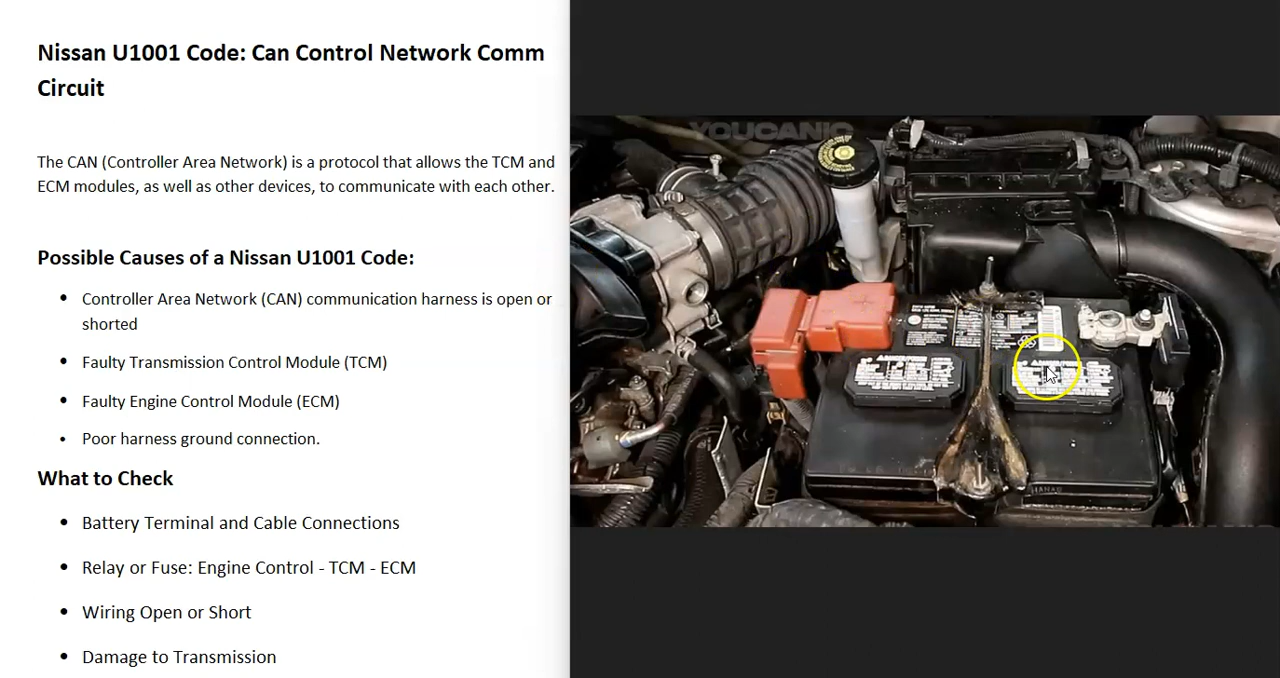 Nissan U1001 Code: Can Control Network Comm
Circuit
The CAN (Controller Area Network) is a protocol that allows the TCM and
ECM modules, as well as other devices, to communicate with each other.
Possible Causes of a Nissan U1001 Code:
Controller Area Network (CAN) communication harness is open or
shorted
Faulty Transmission Control Module (TCM)
Faulty Engine Control Module (ECM)
Poor harness ground connection.
What to Check
Battery Terminal and Cable Connections
Relay or Fuse: Engine Control - TCM - ECM
Wiring Open or Short
Damage to Transmission
YOUCANIC